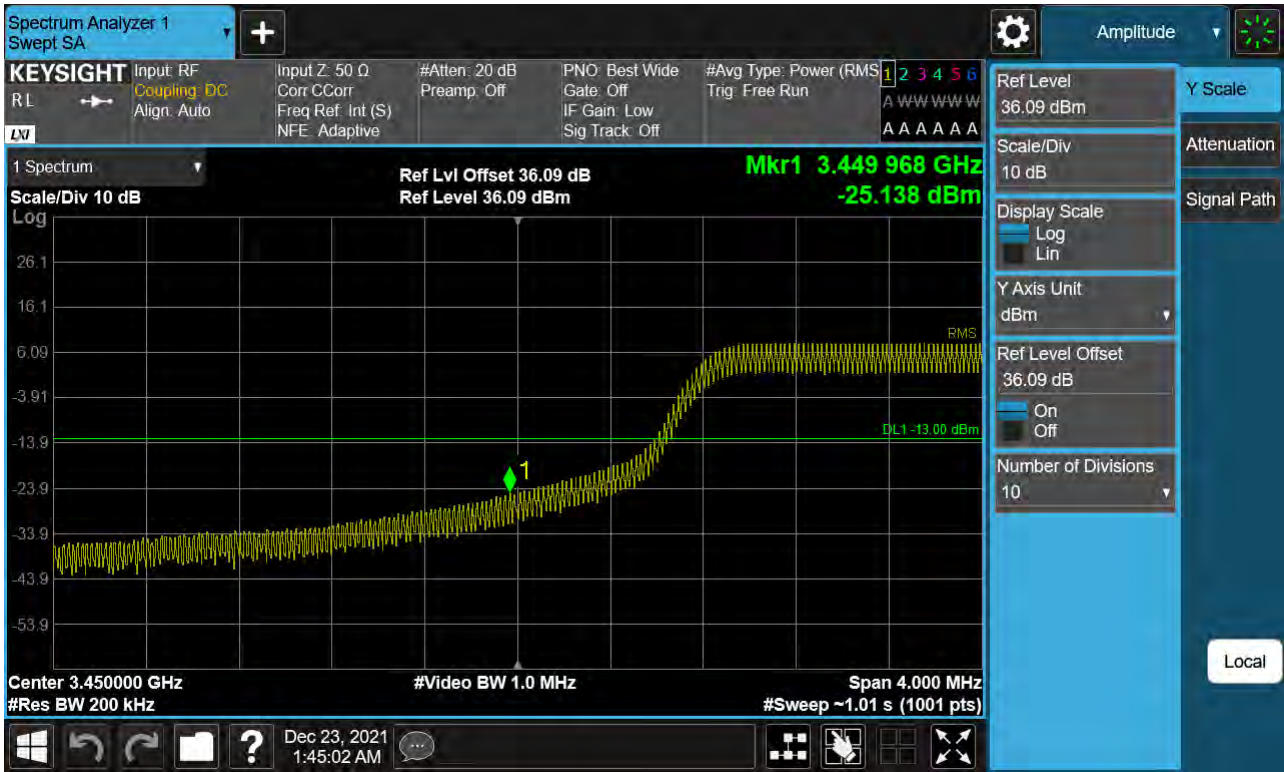 Spectrum Analyzer 1
Swept SA
+
Amplitude
KEYSIGHT
RL
LXI
Input: RF
Coupling: DC
Align: Auto
Input Z: 50 Ω
Corr CCorr
Freq Ref: Int (S)
NFE: Adaptive
#Atten: 20 dB
Preamp: Off
PNO: Best Wide
Gate: Off
IF Gain: Low
Sig Track: Off
#Avg Type: Power (RMS
Trig: Free Run
1 2 3 4 5 6
A W W W W W
A A A A A A
1 Spectrum
Scale/Div 10 dB
Log
Ref Lvl Offset 36.09 dB
Ref Level 36.09 dBm
Mkr1 3.449 968 GHz
-25.138 dBm
26.1
16.1
6.09
-3.91
-13.9
-23.9
-33.9
-43.9
-53.9
RMS
DL1 -13.00 dBm
1
Center 3.450000 GHz
#Res BW 200 kHz
#Video BW 1.0 MHz
Span 4.000 MHz
#Sweep ~1.01 s (1001 pts)
Ref Level
36.09 dBm
Scale/Div
10 dB
Display Scale
Log
Lin
Y Axis Unit
dBm
Ref Level Offset
36.09 dB
On
Off
Number of Divisions
10
Y Scale
Attenuation
Signal Path
Local
?
Dec 23, 2021
1:45:02 AM